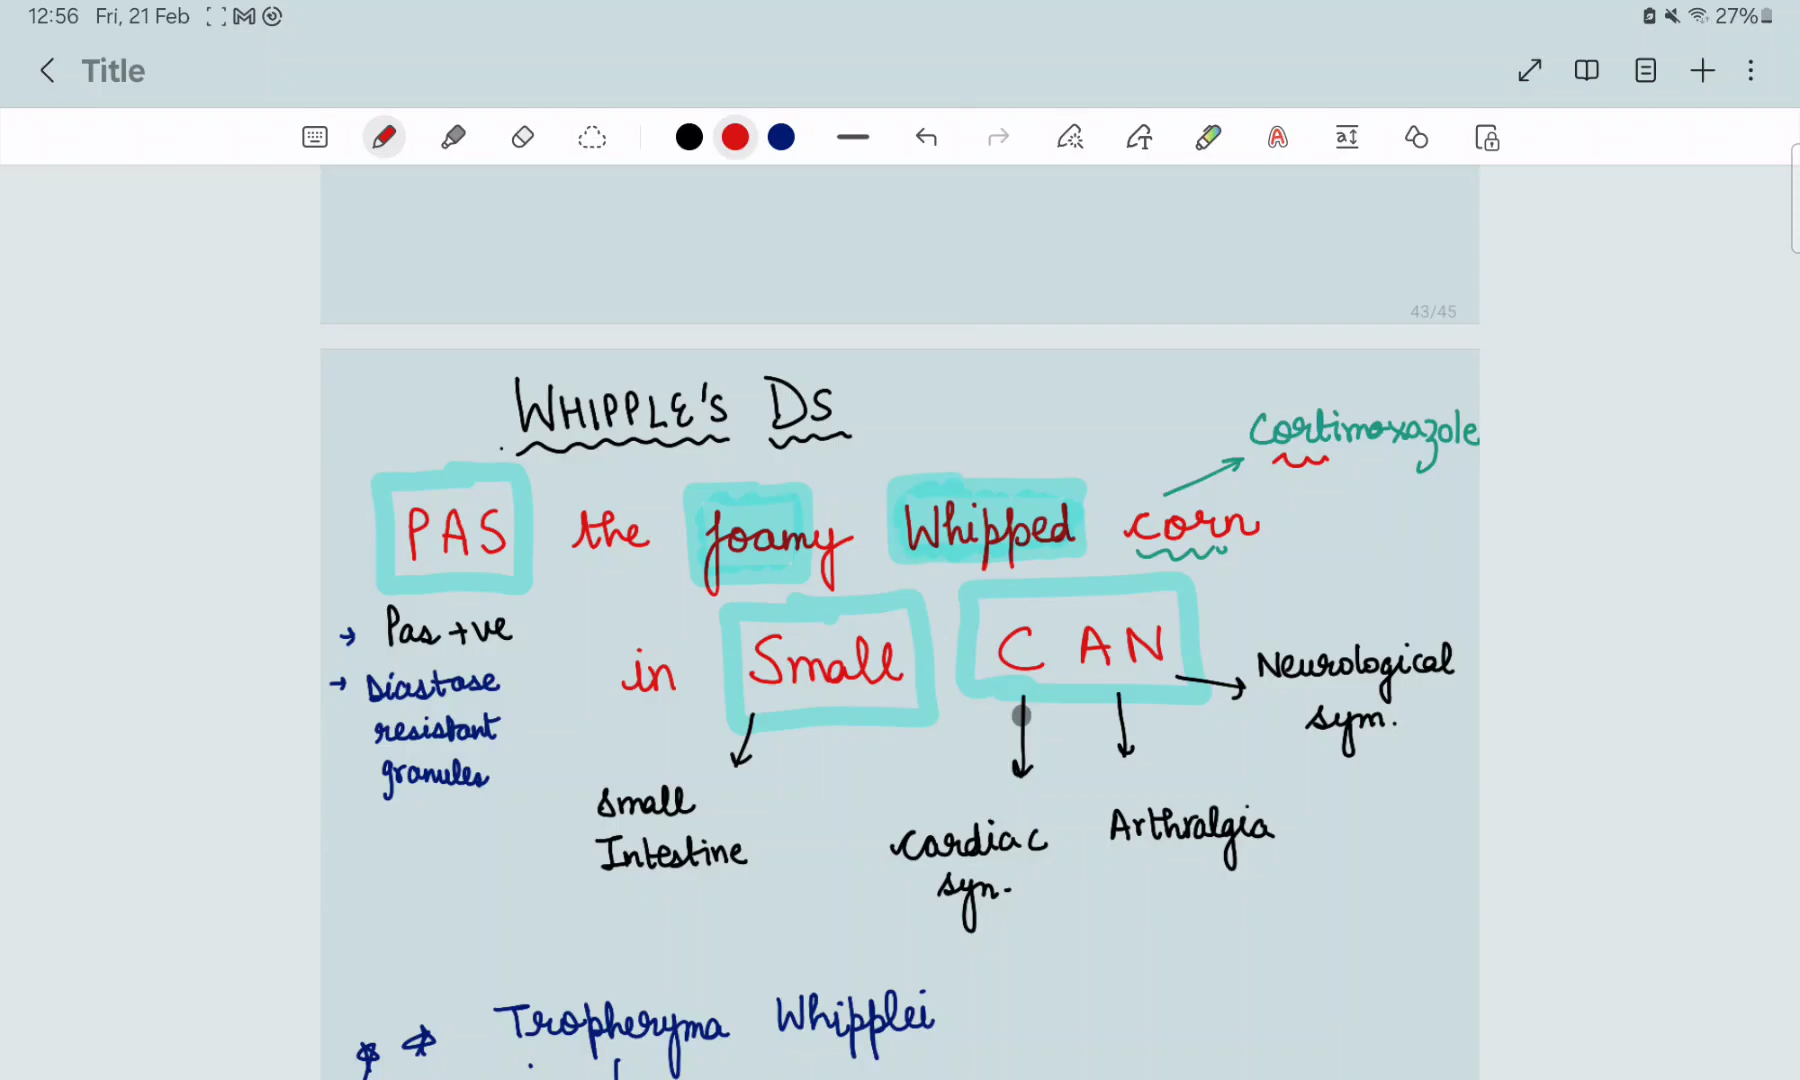 12:56 Fri, 21 Feb
27%
Title
43/45
WHIPPLE'S DS
Cortimoxazole
PAS the foamy Whipped corn
Pas +ve
in Small CAN
Neurological
sym.
Diastase
resistant
granules
Small
Intestine
Cardiac
syn.
Arthralgia
Tropheryma Whipplei